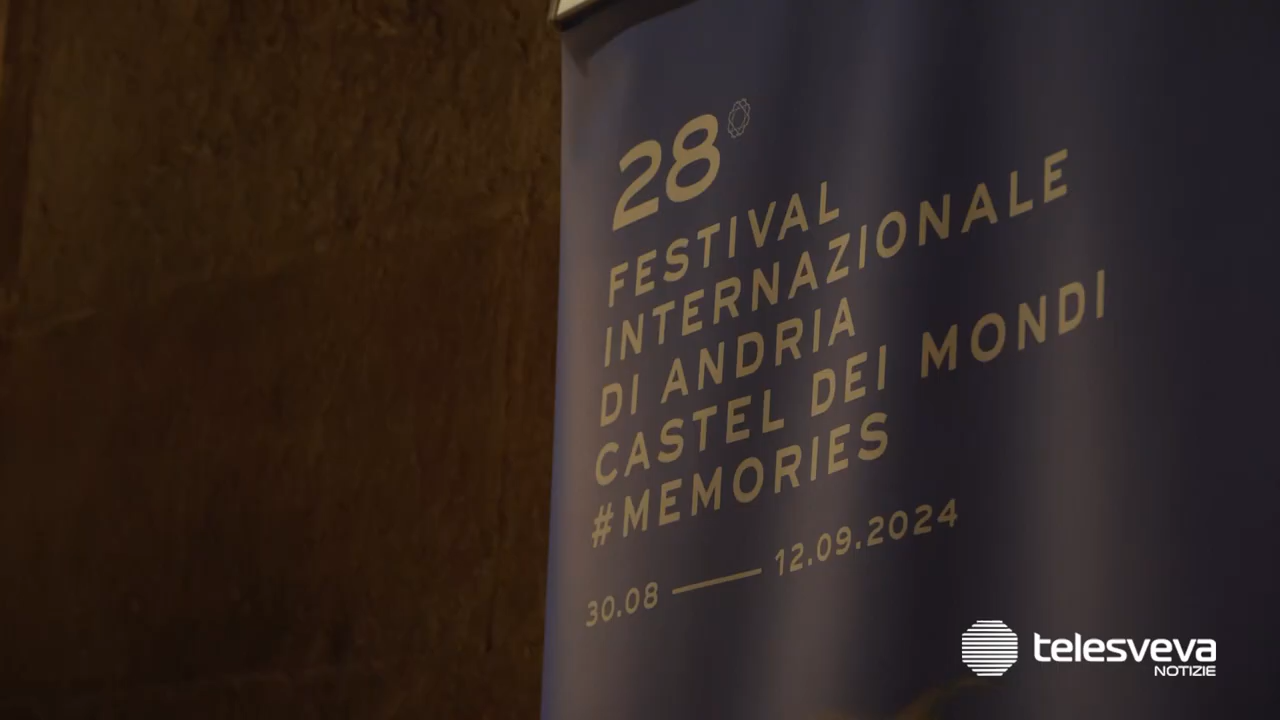 28°
FESTIVAL
INTERNAZIONALE
DI ANDRIA
CASTEL DEI MONDI
#MEMORIES
30.08 — 12.09.2024
telesveva
NOTIZIE